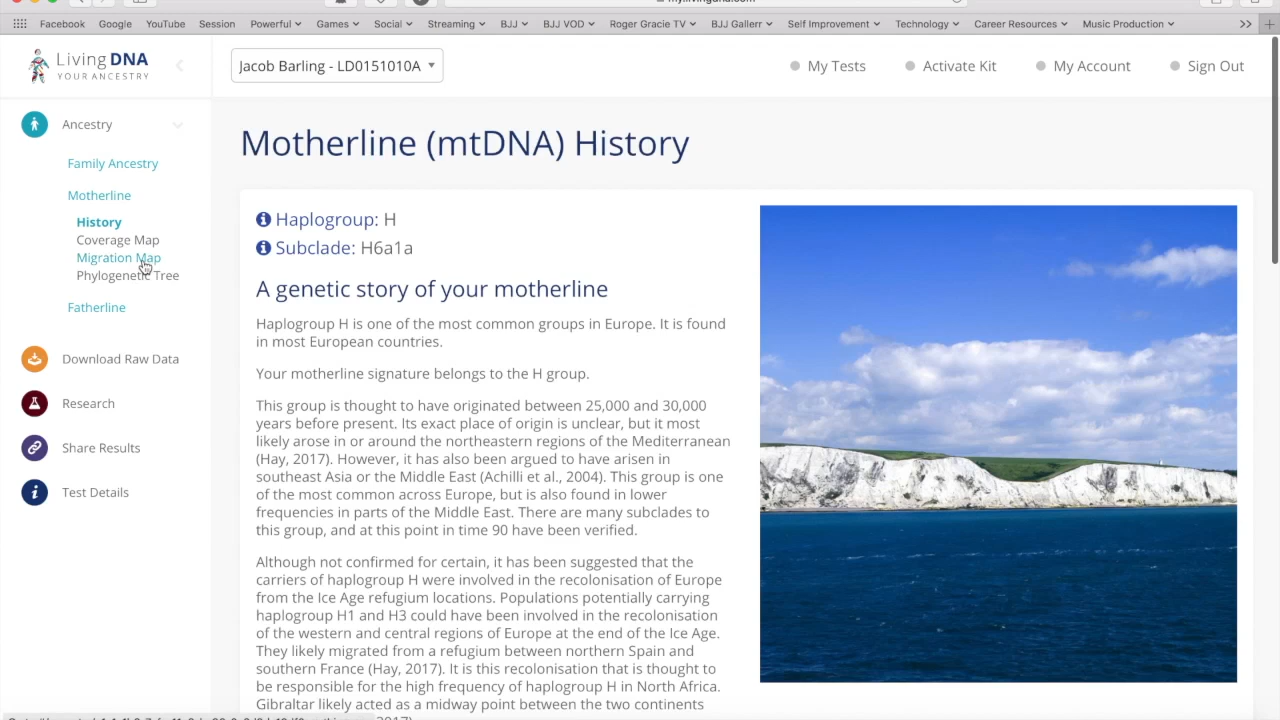 mylivingdna.com
Facebook Google YouTube Session Powerful Games Social Streaming BJJ BJJ VOD Roger Gracie TV BJJ Gallerr Self Improvement Technology Career Resources Music Production
Living DNA
YOUR ANCESTRY
Jacob Barling - LD0151010A
My Tests
Activate Kit
My Account
Sign Out
Ancestry
Family Ancestry
Motherline
History
Coverage Map
Migration Map
Phylogenetic Tree
Fatherline
Download Raw Data
Research
Share Results
Test Details
Motherline (mtDNA) History
Haplogroup: H
Subclade: H6a1a
A genetic story of your motherline
Haplogroup H is one of the most common groups in Europe. It is found
in most European countries.
Your motherline signature belongs to the H group.
This group is thought to have originated between 25,000 and 30,000
years before present. Its exact place of origin is unclear, but it most
likely arose in or around the northeastern regions of the Mediterranean
(Hay, 2017). However, it has also been argued to have arisen in
southeast Asia or the Middle East (Achilli et al., 2004). This group is one
of the most common across Europe, but is also found in lower
frequencies in parts of the Middle East. There are many subclades to
this group, and at this point in time 90 have been verified.
Although not confirmed for certain, it has been suggested that the
carriers of haplogroup H were involved in the recolonisation of Europe
from the Ice Age refugium locations. Populations potentially carrying
haplogroup H1 and H3 could have been involved in the recolonisation
of the western and central regions of Europe at the end of the Ice Age.
They likely migrated from a refugium between northern Spain and
southern France (Hay, 2017). It is this recolonisation that is thought to
be responsible for the high frequency of haplogroup H in North Africa.
Gibraltar likely acted as a midway point between the two continents